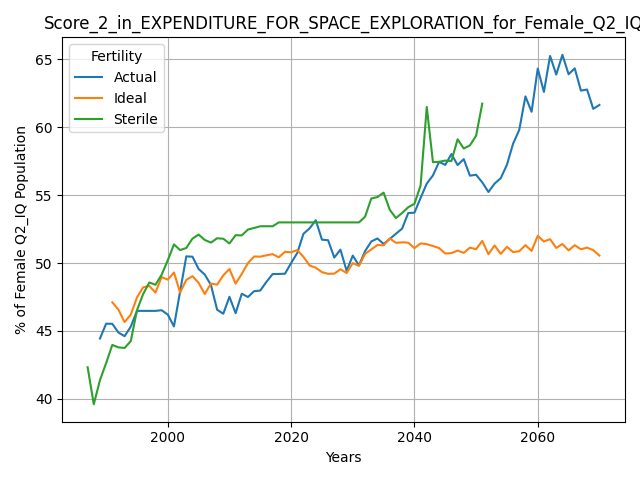 Score_2_in_EXPENDITURE_FOR_SPACE_EXPLORATION_for_Female_Q2_IQ
Fertility
Actual
Ideal
Sterile
% of Female Q2_IQ Population
65
60
55
50
45
40
2000 2020 2040 2060
Years